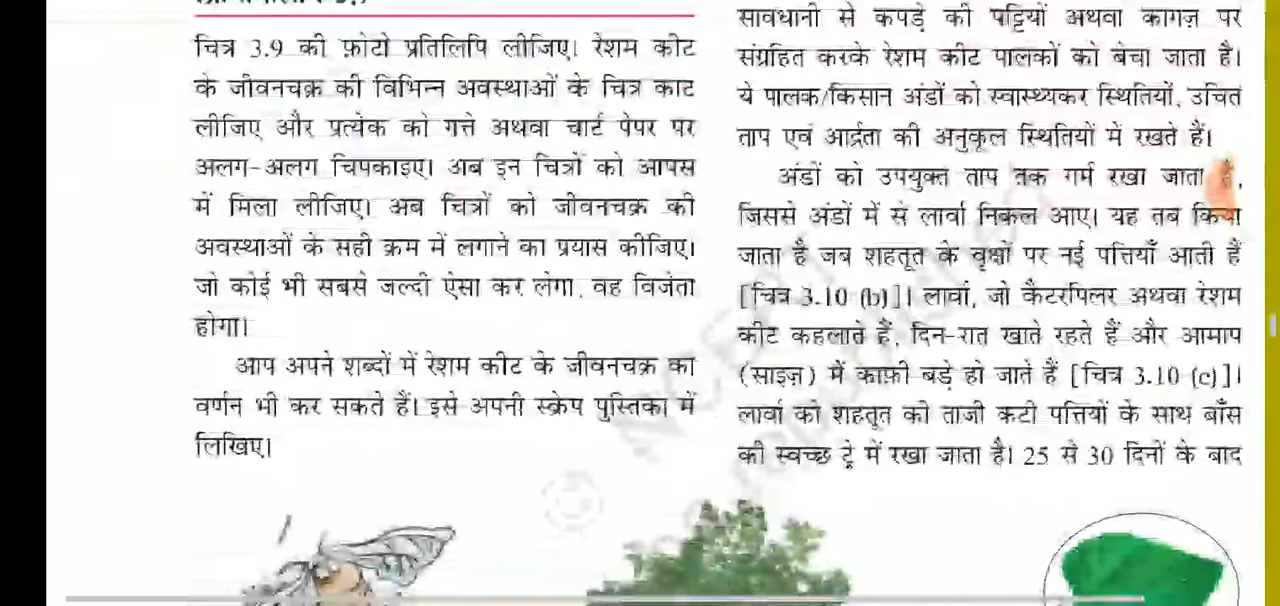 चित्र 3.9 की फ़ोटो प्रतिलिपि लीजिए। रेशम कीट
के जीवनचक्र की विभिन्न अवस्थाओं के चित्र काट
लीजिए और प्रत्येक को गत्ते अथवा चार्ट पेपर पर
अलग-अलग चिपकाइए। अब इन चित्रों को आपस
में मिला लीजिए। अब चित्रों को जीवनचक्र की
अवस्थाओं के सही क्रम में लगाने का प्रयास कीजिए।
जो कोई भी सबसे जल्दी ऐसा कर लेगा, वह विजेता
होगा।
आप अपने शब्दों में रेशम कीट के जीवनचक्र का
वर्णन भी कर सकते हैं। इसे अपनी स्क्रेप पुस्तिका में
लिखिए।
सावधानी से कपड़े की पट्टियों अथवा कागज़ पर
संग्रहित करके रेशम कीट पालकों को बेचा जाता है।
ये पालक/किसान अंडों को स्वास्थ्यकर स्थितियों, उचित
ताप एवं आर्द्रता की अनुकूल स्थितियों में रखते हैं।
अंडों को उपयुक्त ताप तक गर्म रखा जाता है,
जिससे अंडों में से लार्वा निकल आए। यह तब किया
जाता है जब शहतूत के वृक्षों पर नई पत्तियाँ आती हैं
[चित्र 3.10 (b)]। लार्वा, जो कैटरपिलर अथवा रेशम
कीट कहलाते हैं, दिन-रात खाते रहते हैं और आमाप
(साइज़) में काफ़ी बड़े हो जाते हैं [चित्र 3.10 (c)]।
लार्वा को शहतूत की ताजी कटी पत्तियों के साथ बाँस
की स्वच्छ ट्रे में रखा जाता है। 25 से 30 दिनों के बाद